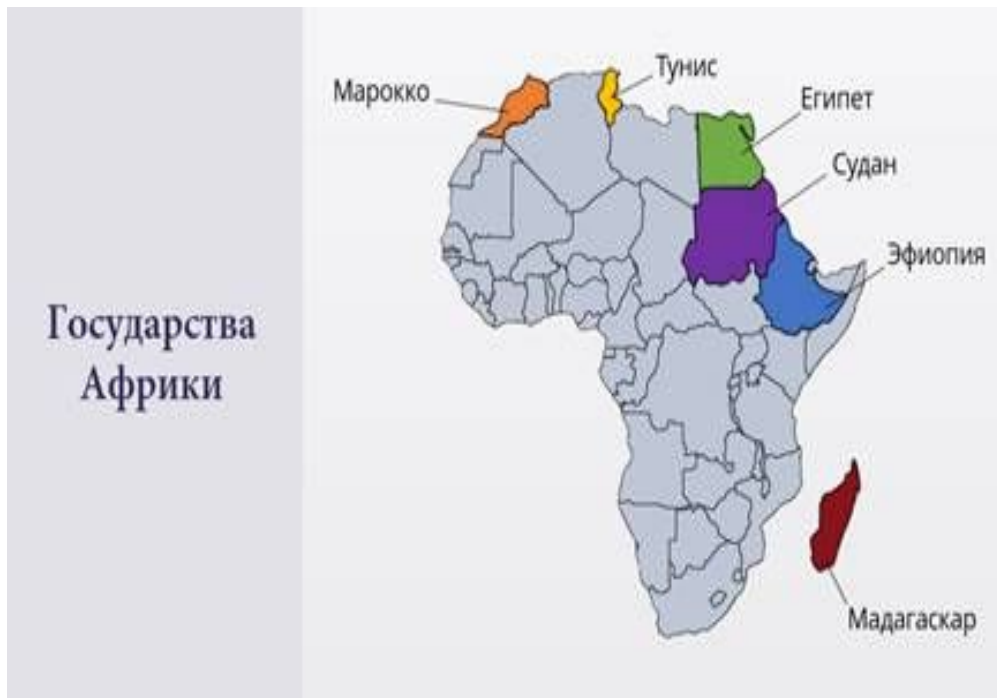 Государства
Африки
Марокко
Тунис
Египет
Судан
Эфиопия
Мадагаскар